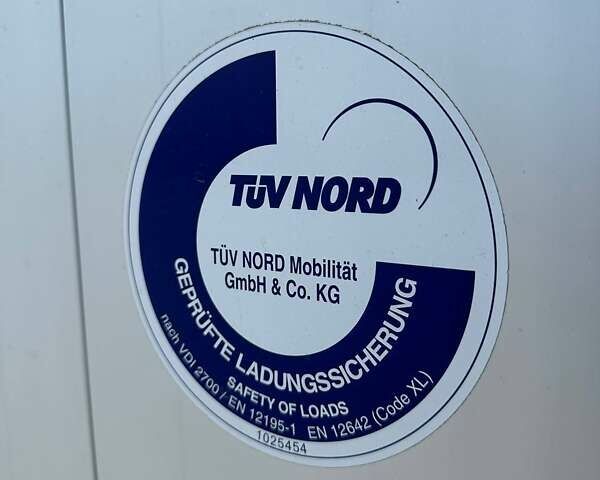 TÜV NORD
TÜV NORD Mobilität
GmbH & Co. KG
GEPRÜFTE LADUNGSSICHERUNG
SAFETY OF LOADS
nach VDI 2700 / EN 12195-1 EN 12642 (Code XL)
1025454